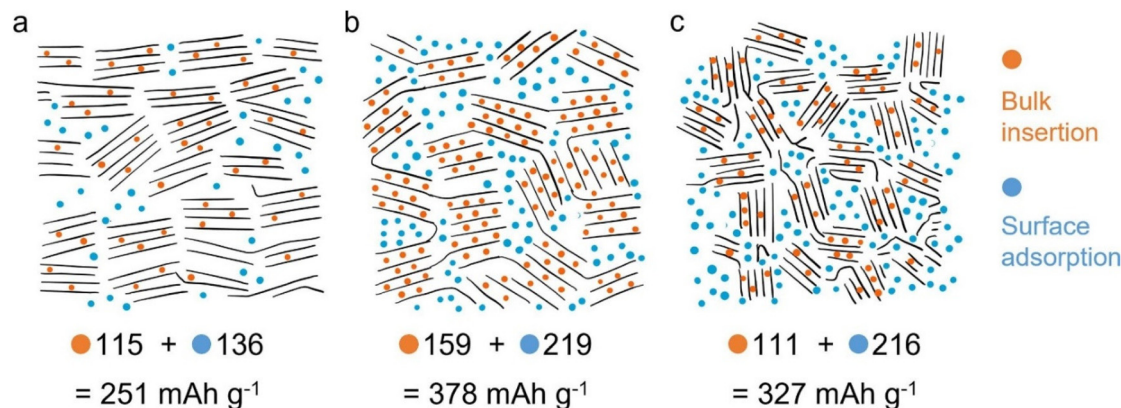 a
b
c
Bulk
insertion
Surface
adsorption
115 + 136
= 251 mAh g⁻¹
159 + 219
= 378 mAh g⁻¹
111 + 216
= 327 mAh g⁻¹